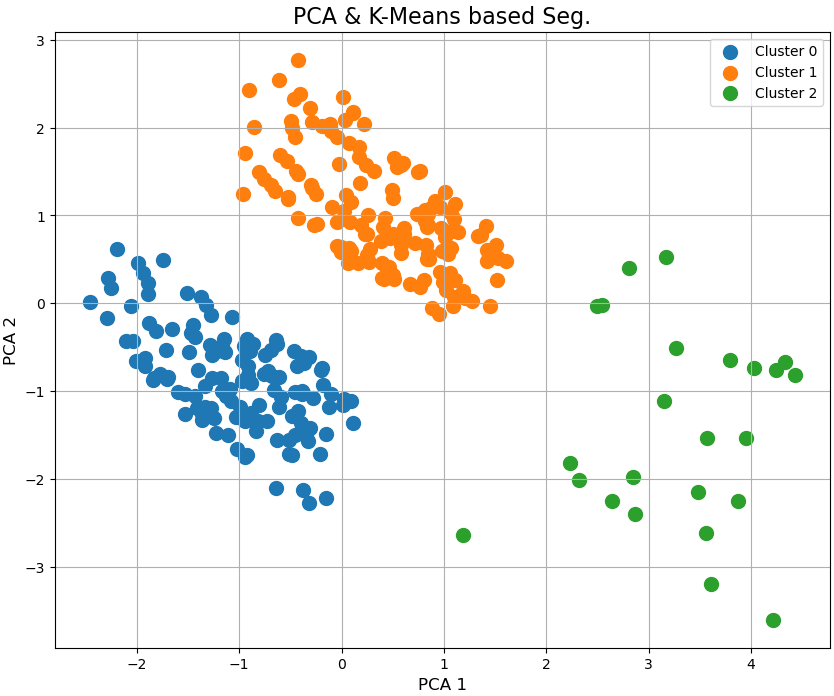 PCA & K-Means based Seg.
Cluster 0
Cluster 1
Cluster 2
3
2
1
0
−1
−2
−3
PCA 2
−2
−1
0
1
2
3
4
PCA 1